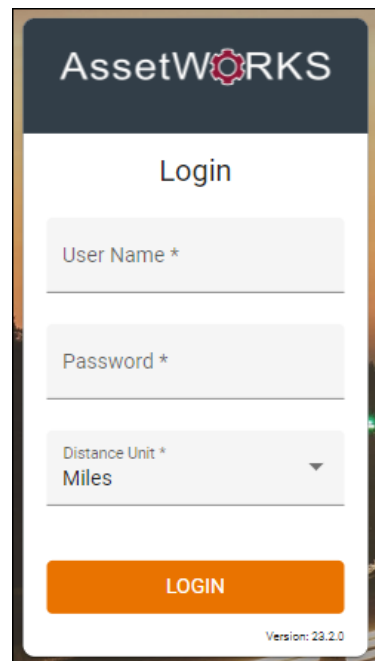 AssetWORKS
Login
User Name *
Password *
Distance Unit *
Miles
LOGIN
Version: 23.2.0